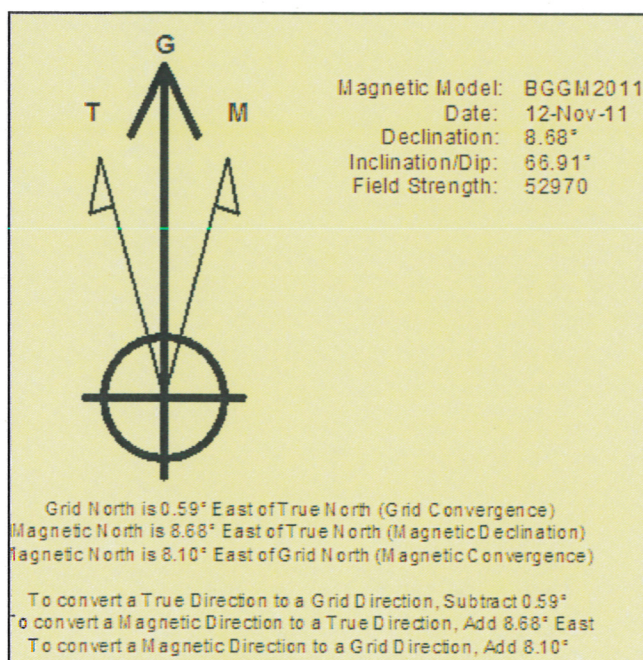 G
T
M
Magnetic Model: BGGM2011
Date: 12-Nov-11
Declination: 8.68°
Inclination/Dip: 66.91°
Field Strength: 52970
Grid North is 0.59° East of True North (Grid Convergence)
Magnetic North is 8.68° East of True North (Magnetic Declination)
Magnetic North is 8.10° East of Grid North (Magnetic Convergence)
To convert a True Direction to a Grid Direction, Subtract 0.59°
To convert a Magnetic Direction to a True Direction, Add 8.68° East
To convert a Magnetic Direction to a Grid Direction, Add 8.10°